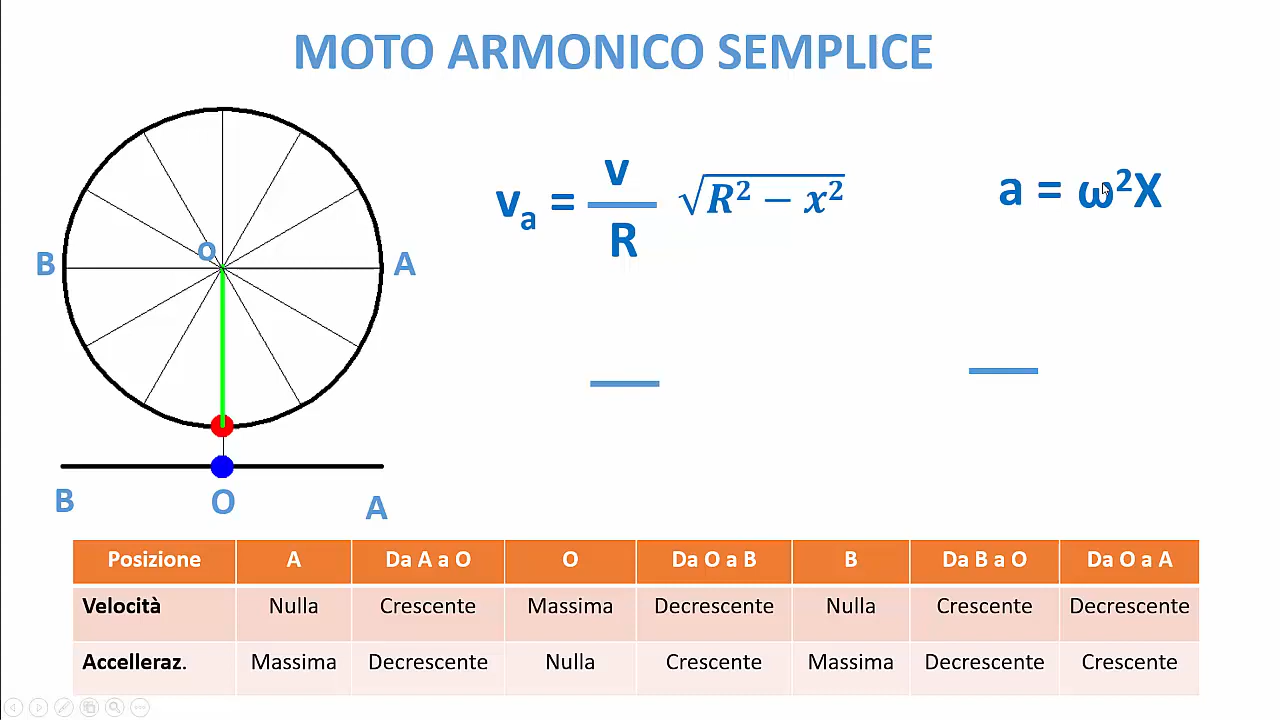 MOTO ARMONICO SEMPLICE
v_a = v/R √(R² − x²)
a = ω²X
B
O
A
B
O
A
Posizione A Da A a O O Da O a B B Da B a O Da O a A
Velocità Nulla Crescente Massima Decrescente Nulla Crescente Decrescente
Accelleraz. Massima Decrescente Nulla Crescente Massima Decrescente Crescente